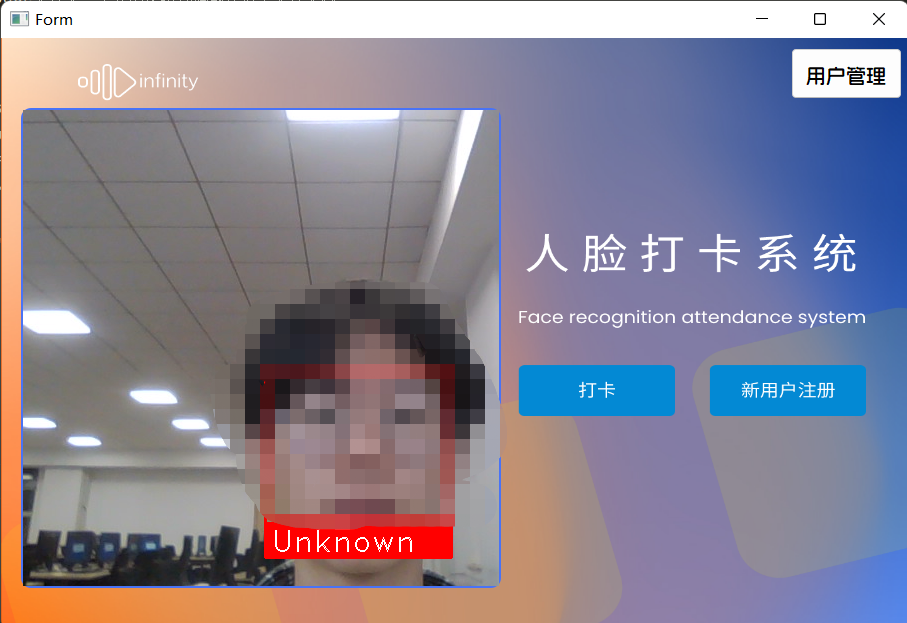 Form
infinity
用户管理
人脸打卡系统
Face recognition attendance system
打卡
新用户注册
Unknown